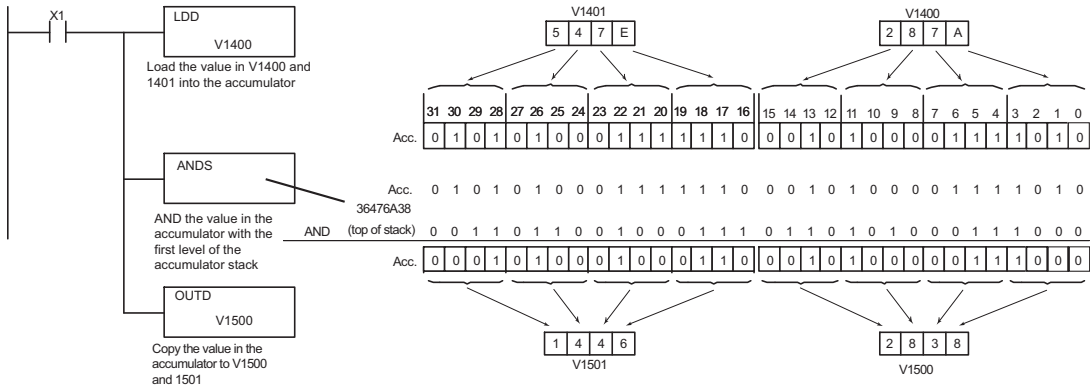 X1
LDD
V1400
Load the value in V1400 and
1401 into the accumulator
V1401
5 4 7 E
V1400
2 8 7 A
31 30 29 28 27 26 25 24 23 22 21 20 19 18 17 16 15 14 13 12 11 10 9 8 7 6 5 4 3 2 1 0
Acc. 0 1 0 1 0 1 0 0 0 1 1 1 1 1 1 0 0 0 1 0 1 0 0 0 0 1 1 1 1 0 1 0
ANDS
AND the value in the
accumulator with the
first level of the
accumulator stack
Acc. 0 1 0 1 0 1 0 0 0 1 1 1 1 1 1 0 0 0 1 0 1 0 0 0 0 1 1 1 1 0 1 0
36476A38
AND (top of stack) 0 0 1 1 0 1 1 0 0 1 0 0 0 1 1 1 0 1 1 0 1 0 1 0 0 0 1 1 1 0 0 0
Acc. 0 0 0 1 0 1 0 0 0 1 0 0 0 1 1 0 0 0 1 0 1 0 0 0 0 0 1 1 1 0 0 0
OUTD
V1500
Copy the value in the
accumulator to V1500
and 1501
1 4 4 6
V1501
2 8 3 8
V1500